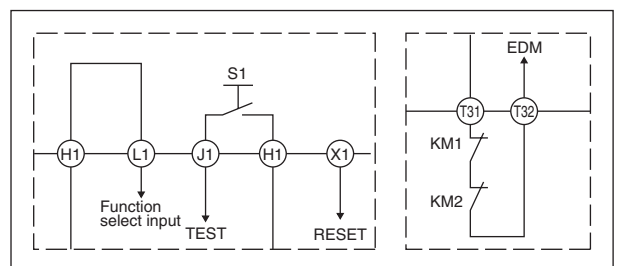 EDM
S1
T31
T32
H1
L1
J1
H1
X1
KM1
KM2
Function
select input
TEST
RESET